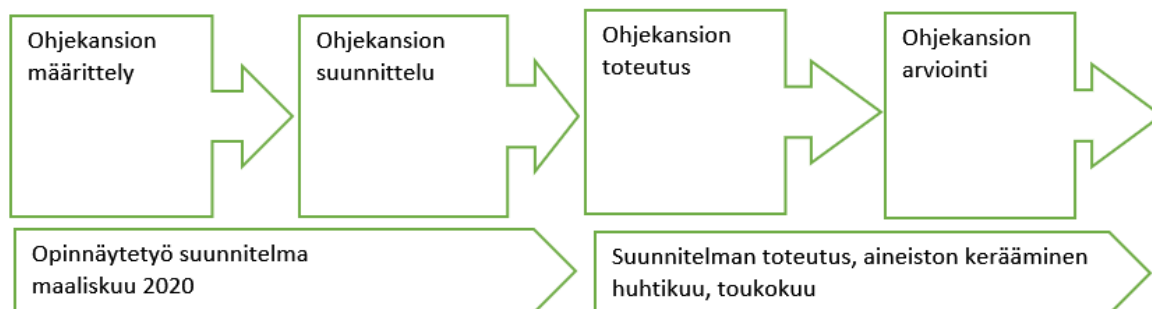 Ohjekansion
määrittely
Ohjekansion
suunnittelu
Ohjekansion
toteutus
Ohjekansion
arviointi
Opinnäytetyö suunnitelma
maaliskuu 2020
Suunnitelman toteutus, aineiston kerääminen
huhtikuu, toukokuu